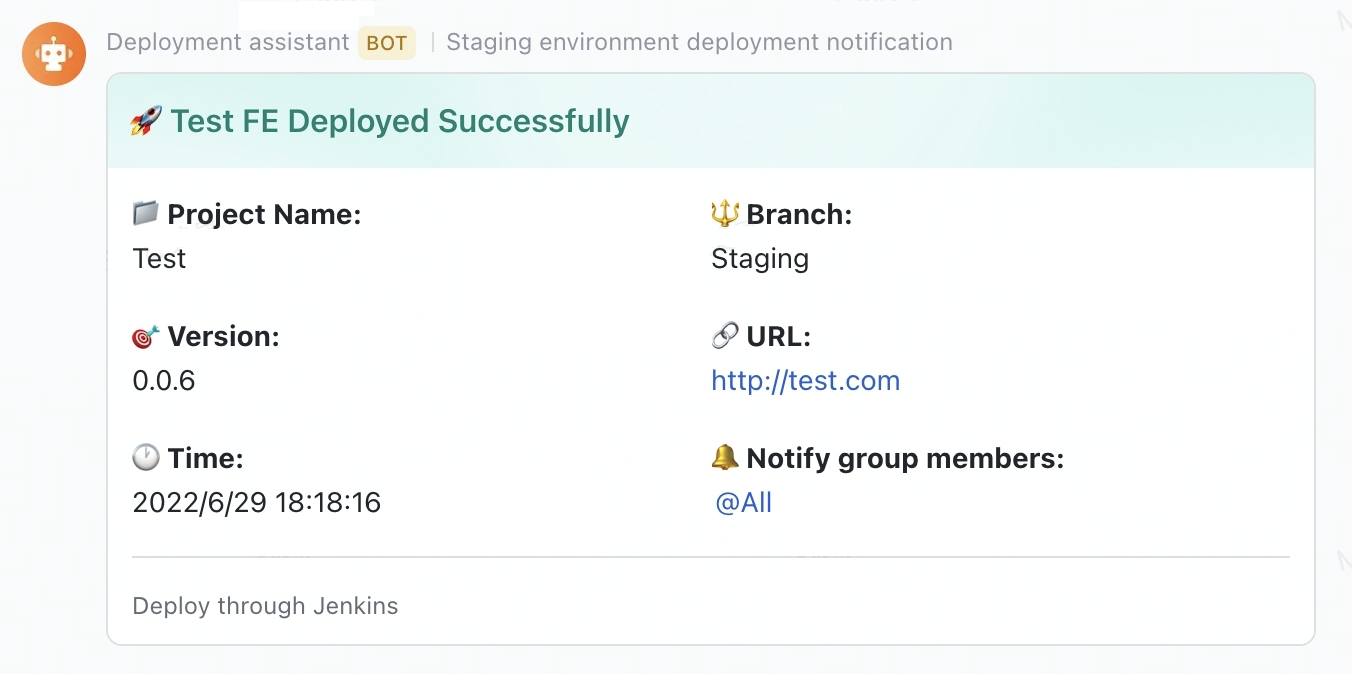 Deployment assistant BOT | Staging environment deployment notification
🚀 Test FE Deployed Successfully
Project Name:
Test
Branch:
Staging
Version:
0.0.6
URL:
http://test.com
Time:
2022/6/29 18:18:16
Notify group members:
@All
Deploy through Jenkins